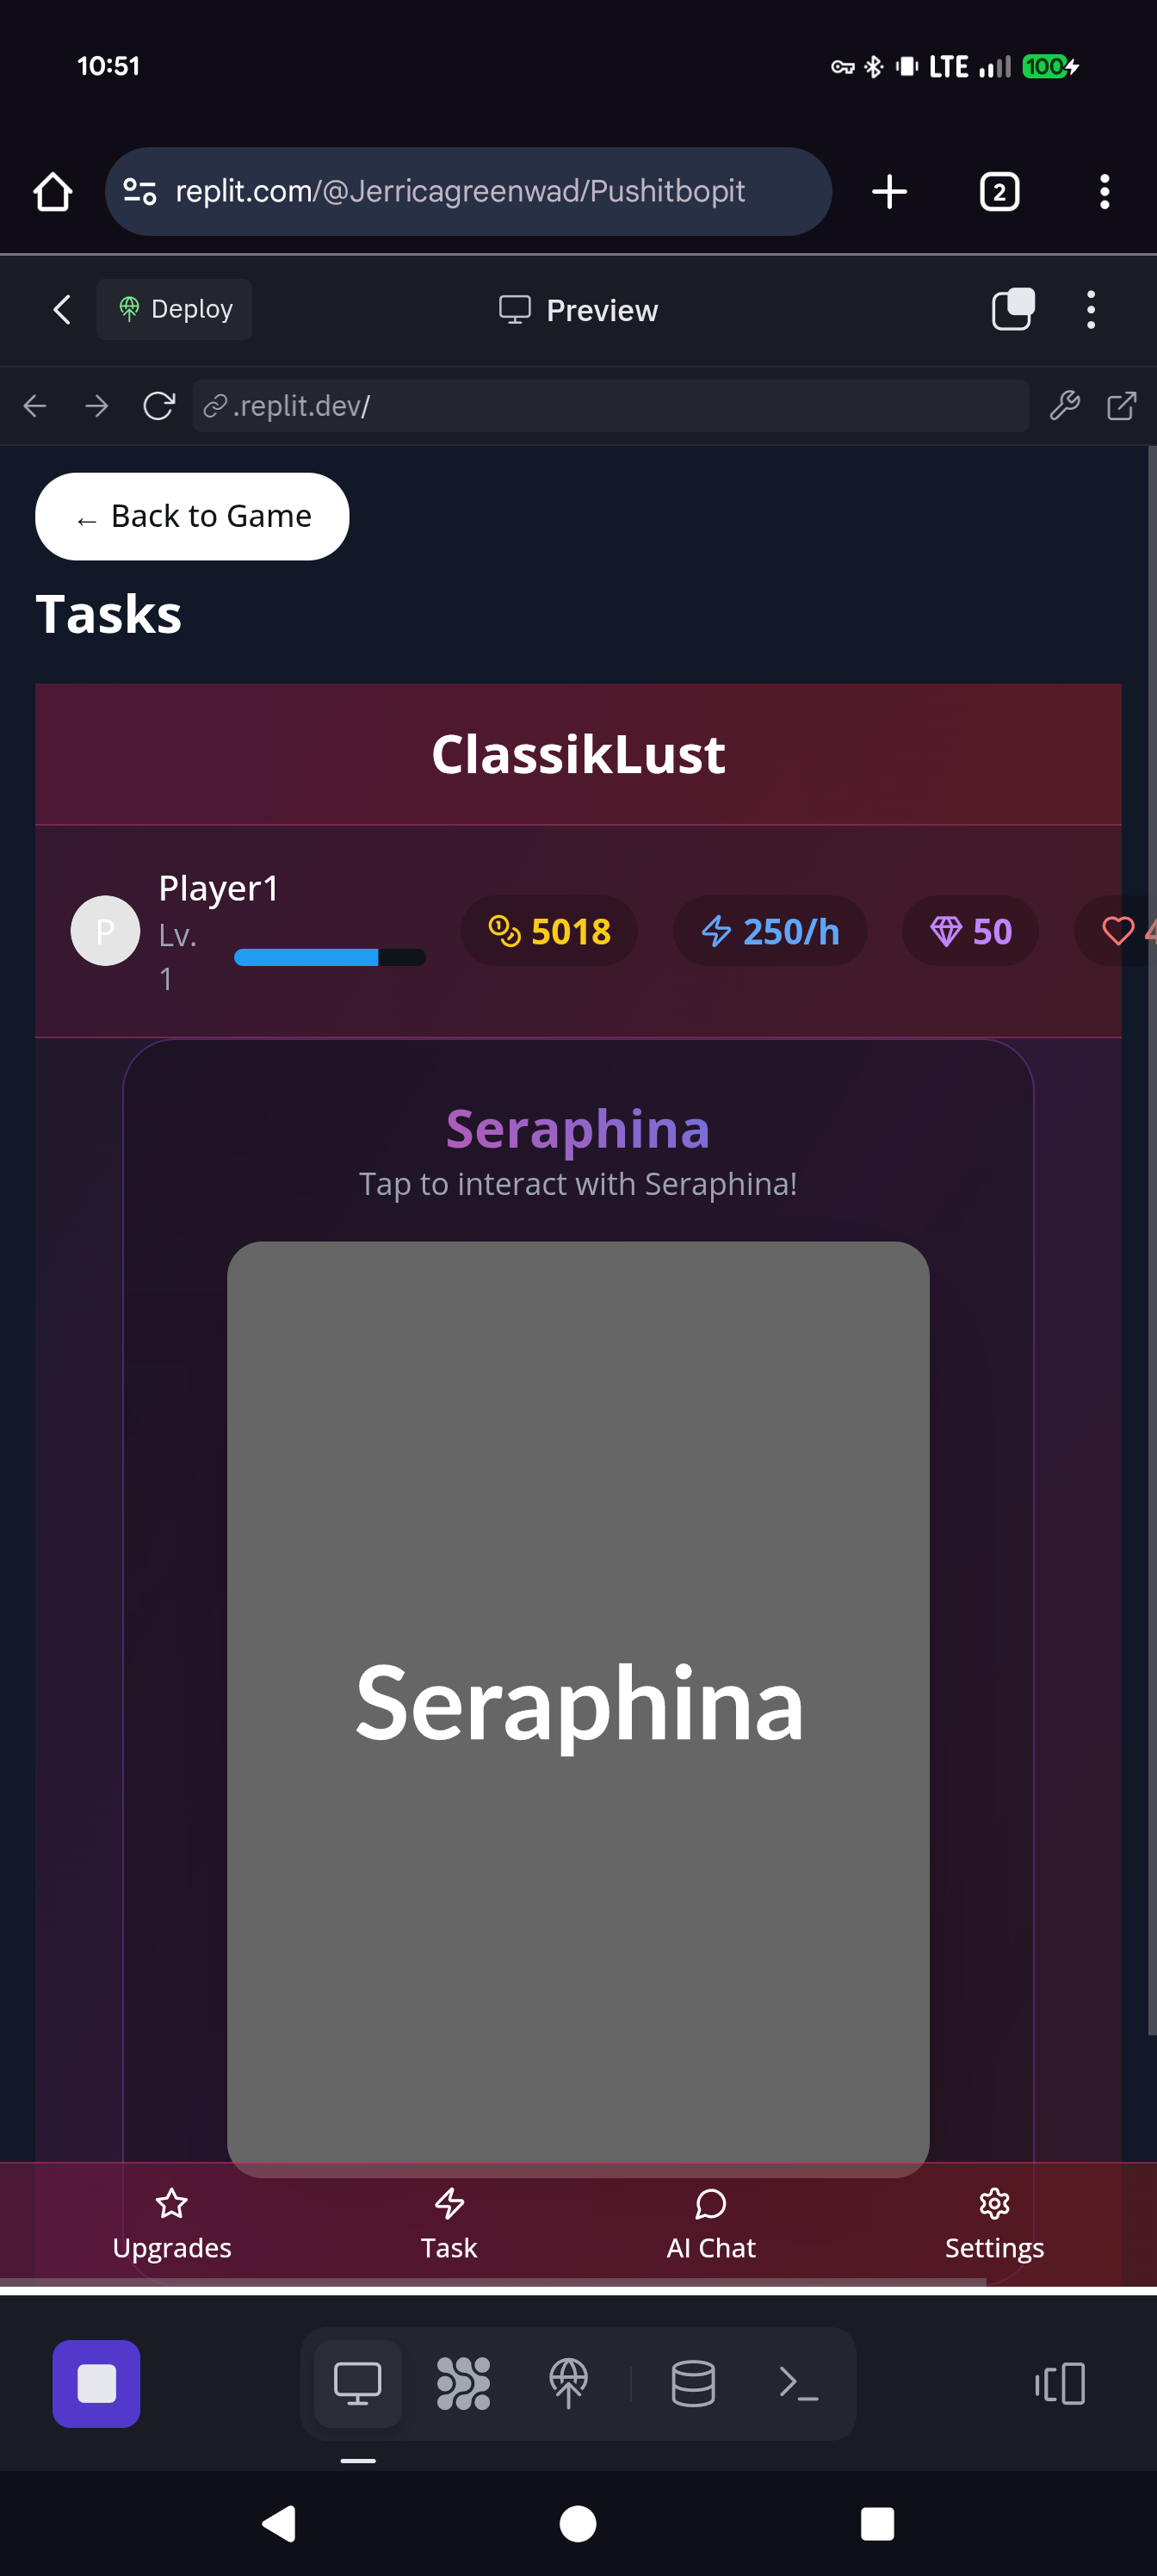 10:51
LTE
100
replit.com/@Jerricagreenwad/Pushitbopit
2
Deploy
Preview
.replit.dev/
← Back to Game
Tasks
ClassikLust
P
Player1
Lv.
1
5018
250/h
50
4
Seraphina
Tap to interact with Seraphina!
Seraphina
Upgrades
Task
AI Chat
Settings